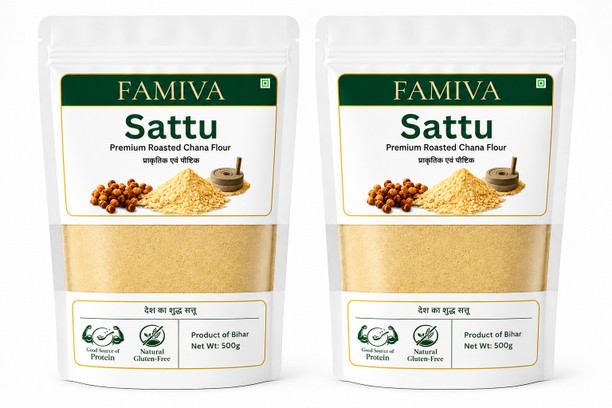 FAMIVA
Sattu
Premium Roasted Chana Flour
प्राकृतिक एवं पौष्टिक
देश का शुद्ध सत्तू
Good Source of
Protein
Natural
Gluten-Free
Product of Bihar
Net Wt: 500g
FAMIVA
Sattu
Premium Roasted Chana Flour
प्राकृतिक एवं पौष्टिक
देश का शुद्ध सत्तू
Good Source of
Protein
Natural
Gluten-Free
Product of Bihar
Net Wt: 500g